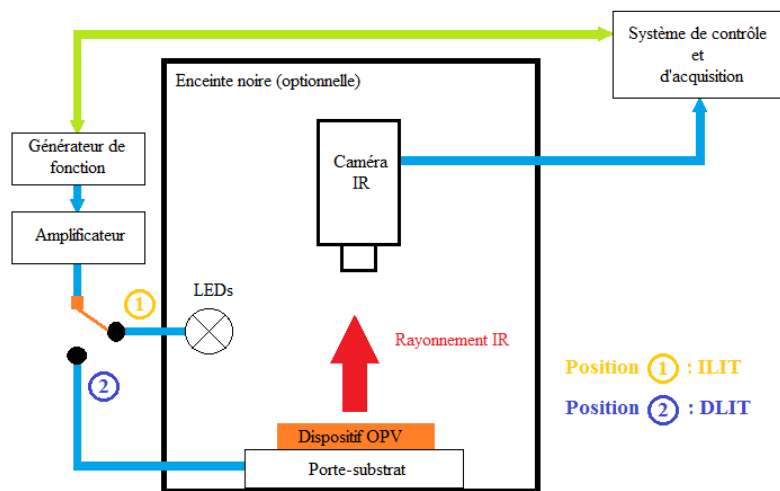 Système de contrôle
et
d'acquisition
Enceinte noire (optionnelle)
Générateur de
fonction
Caméra
IR
Amplificateur
LEDs
1
Rayonnement IR
2
Position 1 : ILIT
Position 2 : DLIT
Dispositif OPV
Porte-substrat